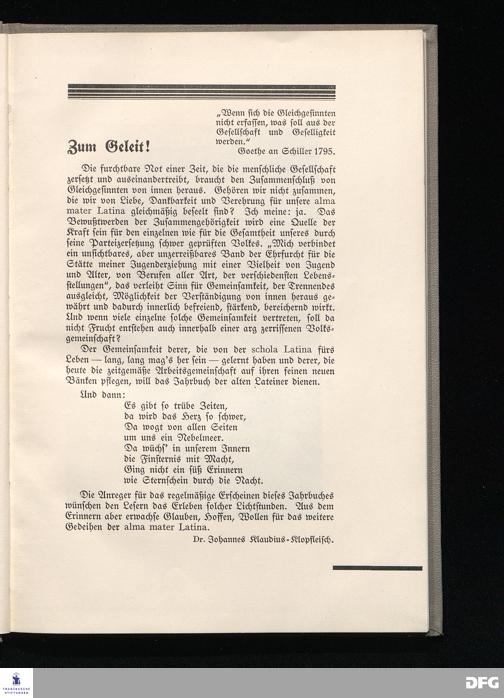 „Wenn sich die Gleichgesinnten
nicht erfassen, was soll aus der
Gesellschaft und Geselligkeit
werden.“
Goethe an Schiller 1795.
Zum Geleit!
Die furchtbare Not einer Zeit, die die menschliche Gesellschaft
zersetzt und auseinandertreibt, braucht den Zusammenschluß von
Gleichgesinnten von innen heraus. Gehören wir nicht zusammen,
die wir von Liebe, Dankbarkeit und Verehrung für unsere alma
mater Latina gleichmäßig beseelt sind? Ich meine: ja. Das
Bewußtwerden der Zusammengehörigkeit wird eine Quelle der
Kraft sein für den einzelnen wie für die Gesamtheit unseres durch
seine Parteizersetzung schwer geprüften Volkes. „Mich verbindet
ein unsichtbares, aber unzerreißbares Band der Ehrfurcht für die
Stätte meiner Jugenderziehung mit einer Vielheit von Jugend
und Alter, von Berufen aller Art, der verschiedensten Lebens-
stellungen“, das verleiht Sinn für Gemeinsamkeit, der Trennendes
ausgleicht, Möglichkeit der Verständigung von innen heraus ge-
währt und dadurch innerlich befreiend, stärkend, bereichernd wirkt.
Und wenn viele einzelne solche Gemeinsamkeit vertreten, soll da
nicht Frucht entstehen auch innerhalb einer arg zerrissenen Volks-
gemeinschaft?
Der Gemeinsamkeit derer, die von der schola Latina fürs
Leben — lang, lang mag's her sein — gelernt haben und derer, die
heute die zeitgemäße Arbeitsgemeinschaft auf ihren feinen neuen
Bänken pflegen, will das Jahrbuch der alten Lateiner dienen.
Und dann:
Es gibt so trübe Zeiten,
da wird das Herz so schwer,
Da wogt von allen Seiten
um uns ein Nebelmeer.
Da wüchs' in unserem Innern
die Finsternis mit Macht,
Ging nicht ein süß Erinnern
wie Sternschein durch die Nacht.
Die Anreger für das regelmäßige Erscheinen dieses Jahrbuches
wünschen den Lesern das Erleben solcher Lichtstunden. Aus dem
Erinnern aber erwachse Glauben, Hoffen, Wollen für das weitere
Gedeihen der alma mater Latina.
Dr. Johannes Klaudius-Klopfleisch.
FRANCKESCHE
STIFTUNGEN
DFG